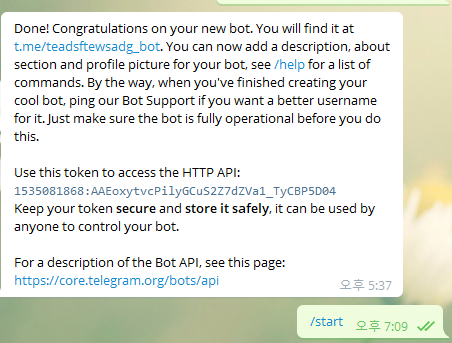 Done! Congratulations on your new bot. You will find it at
t.me/teadsftewsadg_bot. You can now add a description, about
section and profile picture for your bot, see /help for a list of
commands. By the way, when you've finished creating your
cool bot, ping our Bot Support if you want a better username
for it. Just make sure the bot is fully operational before you do
this.
Use this token to access the HTTP API:
1535081868:AAEoxytvcPilyGCuS2Z7dZVa1_TyCBP5D04
Keep your token secure and store it safely, it can be used by
anyone to control your bot.
For a description of the Bot API, see this page:
https://core.telegram.org/bots/api
오후 5:37
/start 오후 7:09